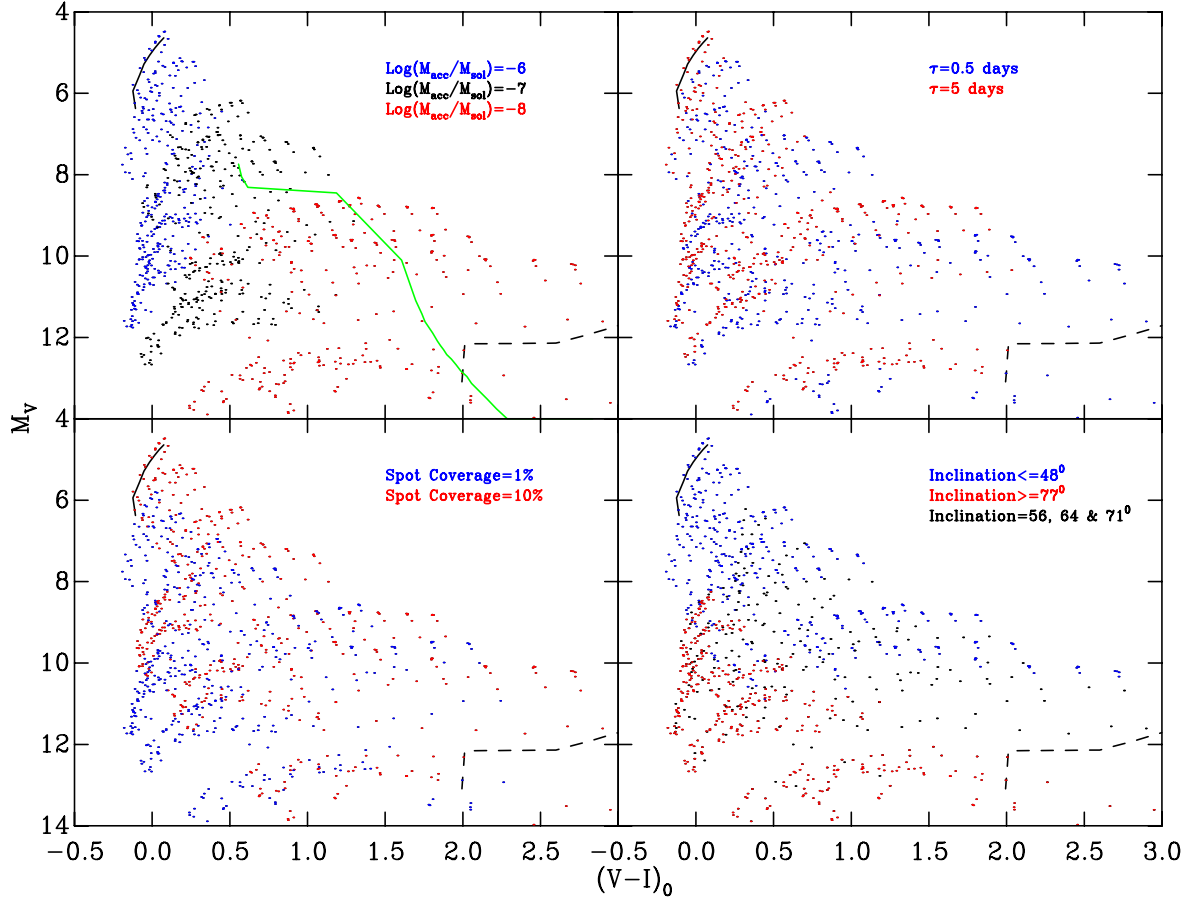 4
6
8
10
12
4
6
8
10
12
14
M_V
Log(M_acc/M_sol)=−6
Log(M_acc/M_sol)=−7
Log(M_acc/M_sol)=−8
τ=0.5 days
τ=5 days
Spot Coverage=1%
Spot Coverage=10%
Inclination<=48⁰
Inclination>=77⁰
Inclination=56, 64 & 71⁰
−0.5 0.0 0.5 1.0 1.5 2.0 2.5 −0.5 0.0 0.5 1.0 1.5 2.0 2.5 3.0
(V−I)₀